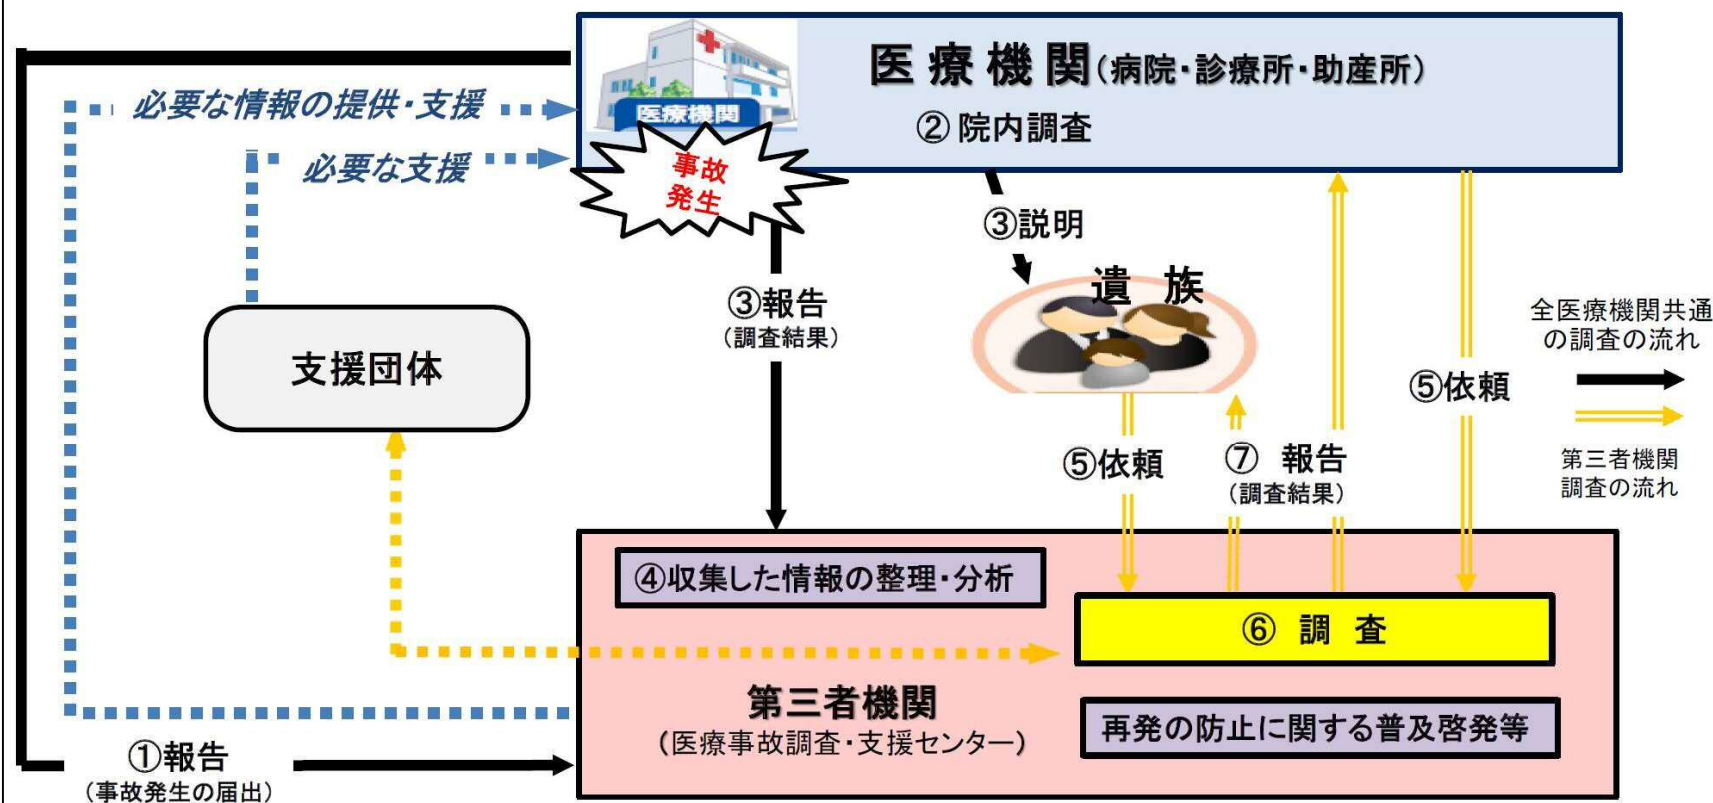 医療機関(病院・診療所・助産所)
医療機関
②院内調査
必要な情報の提供・支援
必要な支援
事故
発生
③説明
遺 族
③報告
(調査結果)
支援団体
全医療機関共通
の調査の流れ
⑤依頼
第三者機関
調査の流れ
⑤依頼
⑦ 報告
(調査結果)
④収集した情報の整理・分析
⑥ 調 査
第三者機関
(医療事故調査・支援センター)
再発の防止に関する普及啓発等
①報告
(事故発生の届出)